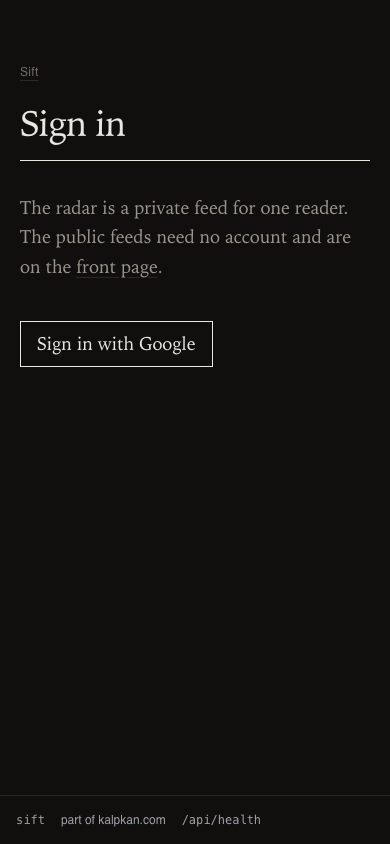 Sift
Sign in
The radar is a private feed for one reader.
The public feeds need no account and are
on the front page.
Sign in with Google
sift part of kalpkan.com /api/health